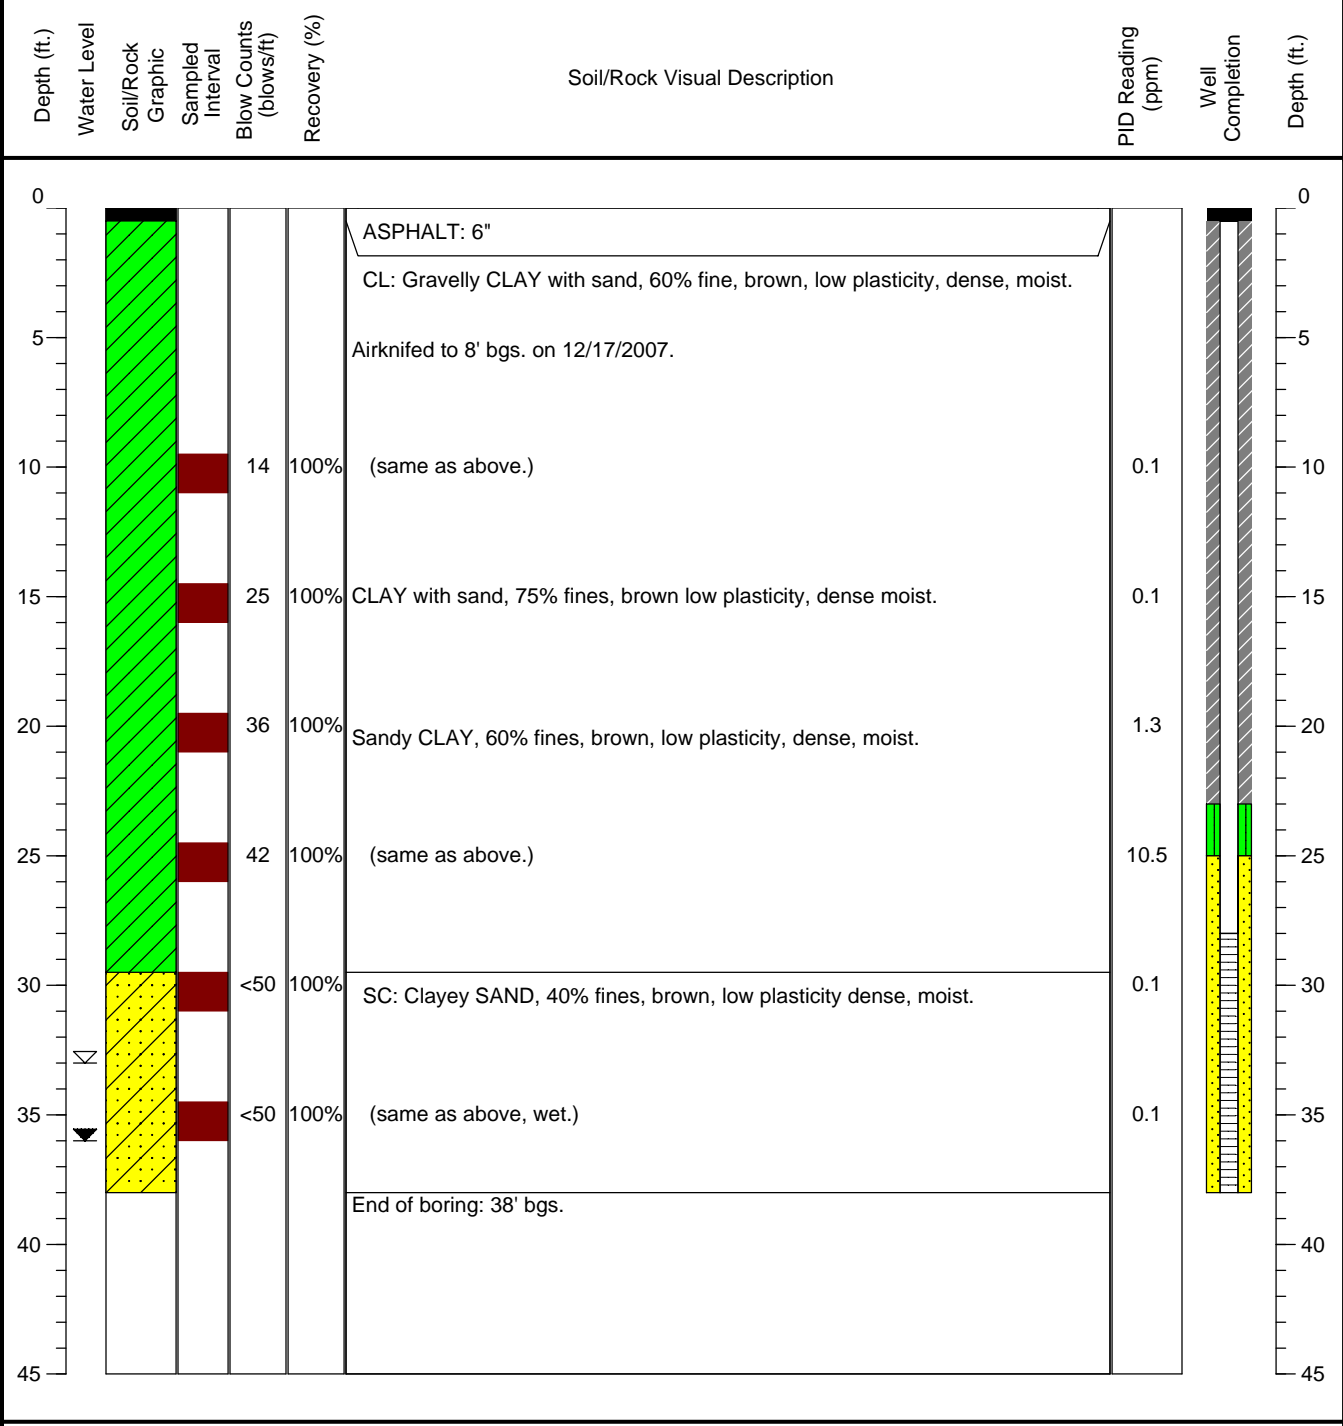 Depth (ft.)
Water Level
Soil/Rock
Graphic
Sampled
Interval
Blow Counts
(blows/ft)
Recovery (%)
Soil/Rock Visual Description
PID Reading
(ppm)
Well
Completion
Depth (ft.)
0 0
ASPHALT: 6"
CL: Gravelly CLAY with sand, 60% fine, brown, low plasticity, dense, moist.
5 5
Airknifed to 8' bgs. on 12/17/2007.
10 14 100% (same as above.) 0.1 10
15 25 100% CLAY with sand, 75% fines, brown low plasticity, dense moist. 0.1 15
20 36 100% 1.3 20
Sandy CLAY, 60% fines, brown, low plasticity, dense, moist.
25 42 100% (same as above.) 10.5 25
30 <50 100% 0.1 30
SC: Clayey SAND, 40% fines, brown, low plasticity dense, moist.
35 <50 100% (same as above, wet.) 0.1 35
End of boring: 38' bgs.
40 40
45 45